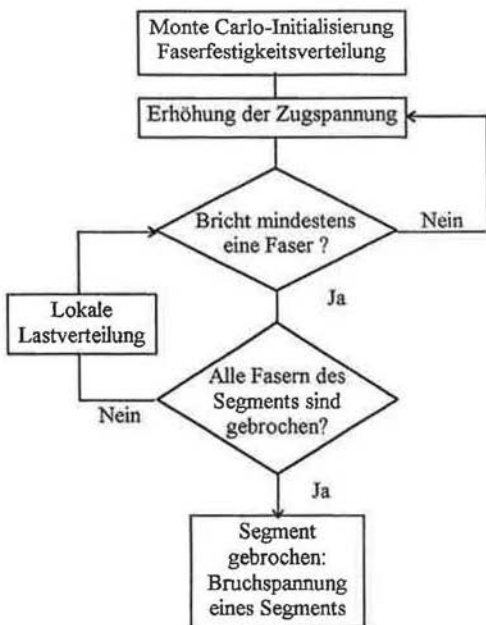 Monte Carlo-Initialisierung
Faserfestigkeitsverteilung
Erhöhung der Zugspannung
Bricht mindestens
eine Faser ?
Nein
Ja
Lokale
Lastverteilung
Alle Fasern des
Segments sind
gebrochen?
Nein
Ja
Segment
gebrochen:
Bruchspannung
eines Segments